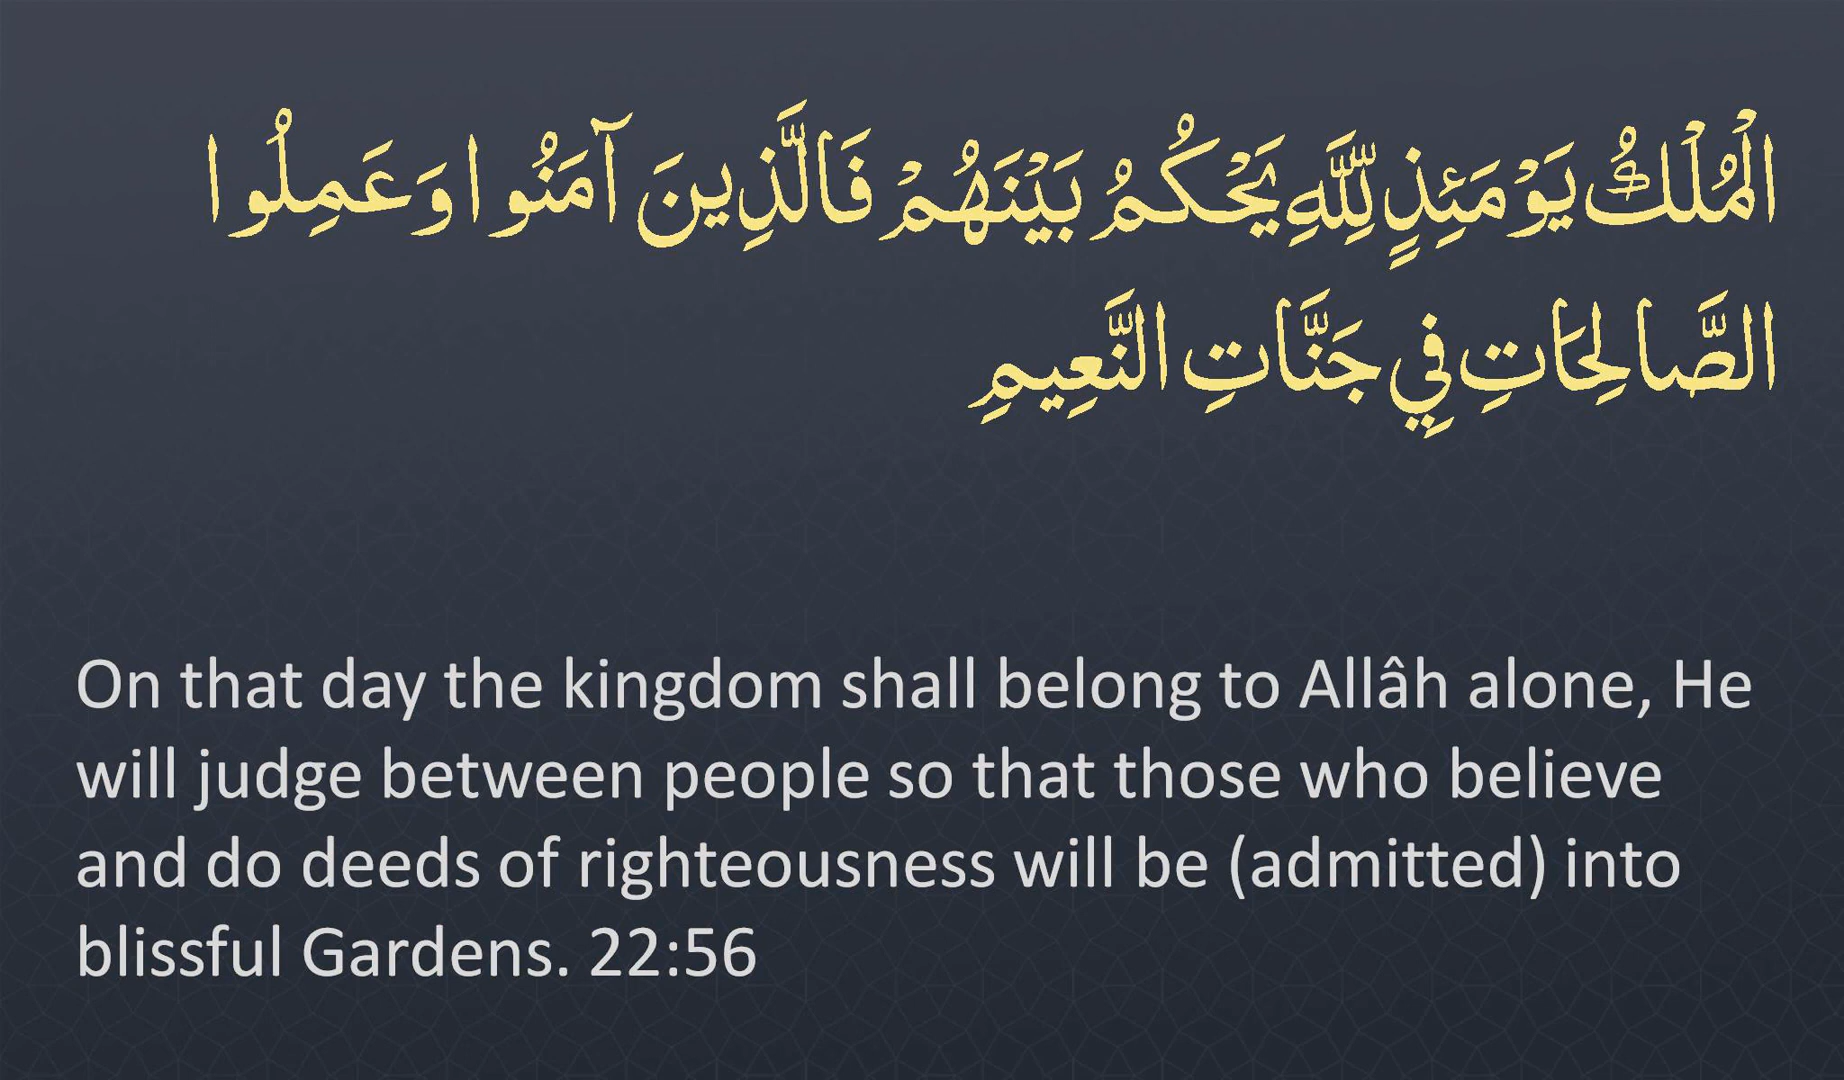 الْمُلْكُ يَوْمَئِذٍ لِلَّهِ يَحْكُمُ بَيْنَهُمْ فَالَّذِينَ آمَنُوا وَعَمِلُوا
الصَّالِحَاتِ فِي جَنَّاتِ النَّعِيمِ
On that day the kingdom shall belong to Allâh alone, He
will judge between people so that those who believe
and do deeds of righteousness will be (admitted) into
blissful Gardens. 22:56